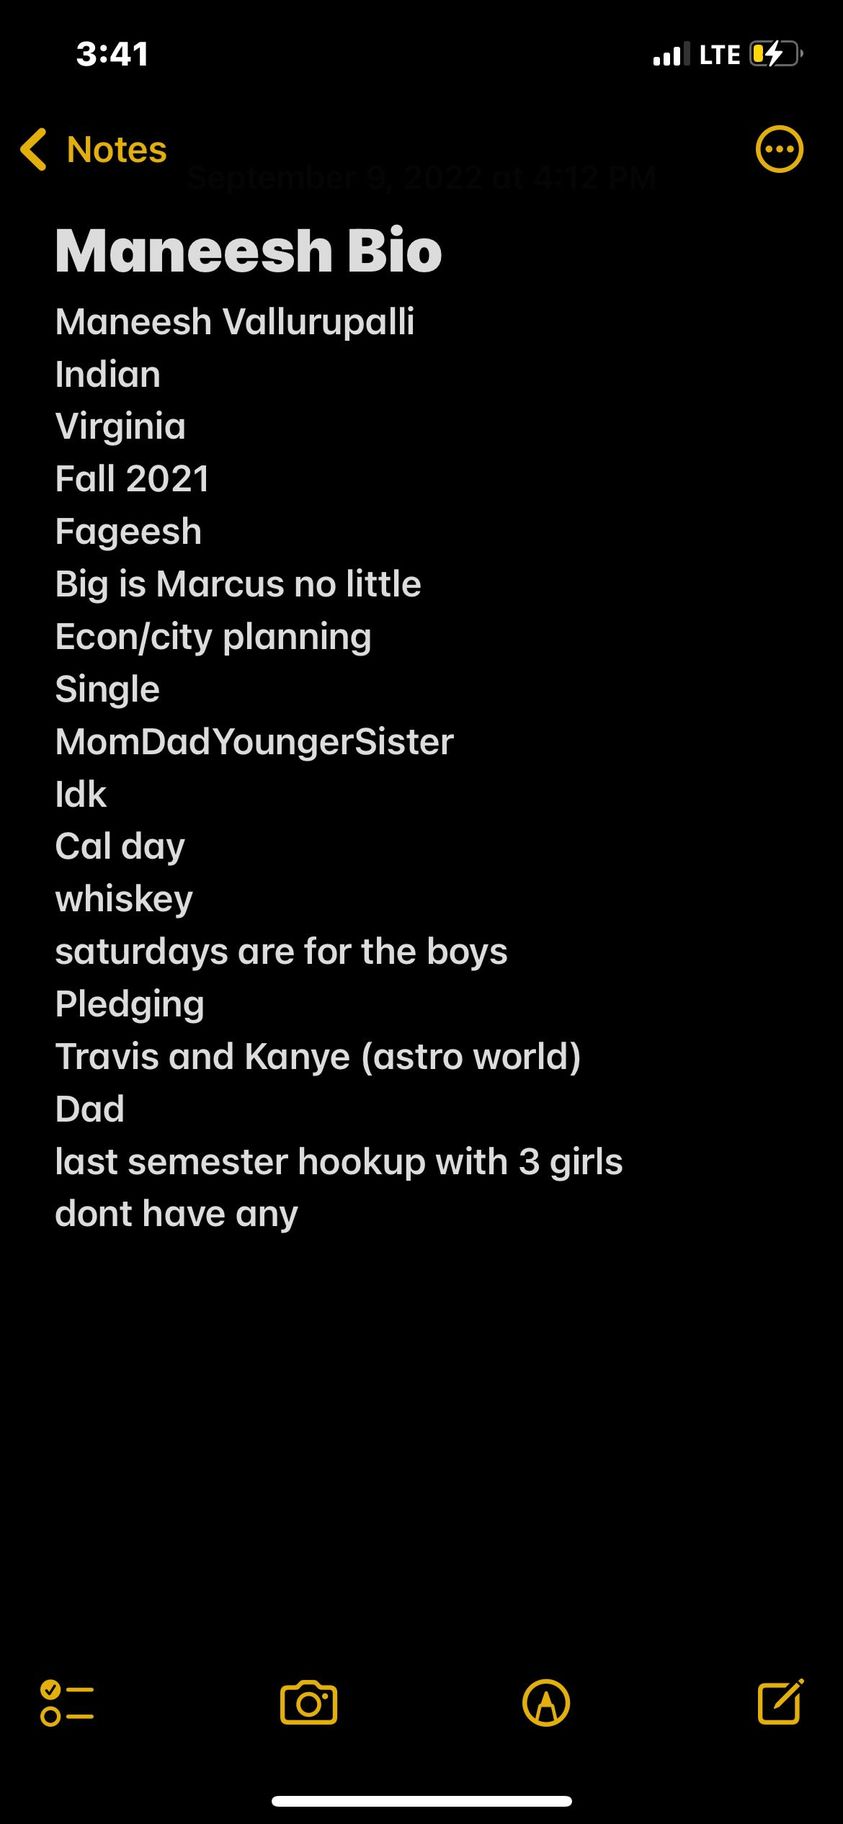 3:41
LTE
Notes
September 9, 2022 at 4:12 PM
Maneesh Bio
Maneesh Vallurupalli
Indian
Virginia
Fall 2021
Fageesh
Big is Marcus no little
Econ/city planning
Single
MomDadYoungerSister
Idk
Cal day
whiskey
saturdays are for the boys
Pledging
Travis and Kanye (astro world)
Dad
last semester hookup with 3 girls
dont have any